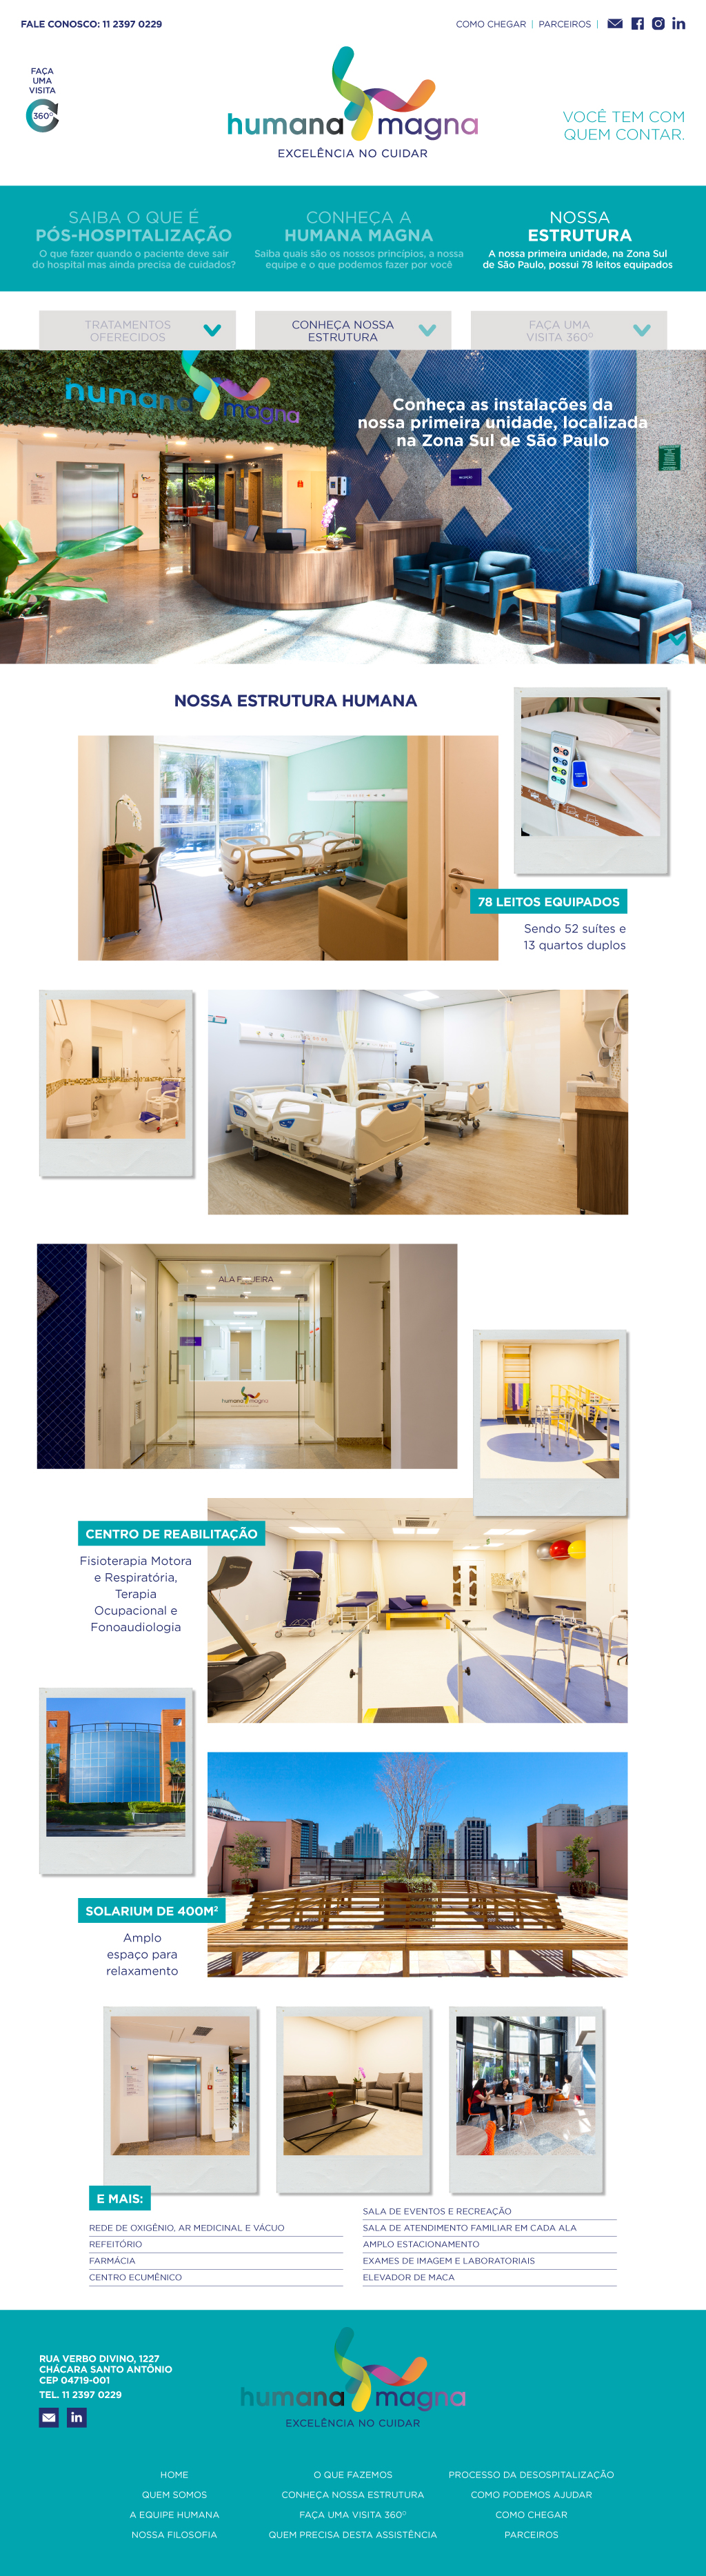 FALE CONOSCO: 11 2397 0229
COMO CHEGAR | PARCEIROS |
FAÇA
UMA
VISITA
360º
humana magna
EXCELÊNCIA NO CUIDAR
VOCÊ TEM COM
QUEM CONTAR.
SAIBA O QUE É
PÓS-HOSPITALIZAÇÃO
O que fazer quando o paciente deve sair
do hospital mas ainda precisa de cuidados?
CONHEÇA A
HUMANA MAGNA
Saiba quais são os nossos princípios, a nossa
equipe e o que podemos fazer por você
NOSSA
ESTRUTURA
A nossa primeira unidade, na Zona Sul
de São Paulo, possui 78 leitos equipados
TRATAMENTOS
OFERECIDOS
CONHEÇA NOSSA
ESTRUTURA
FAÇA UMA
VISITA 360º
humana magna
Conheça as instalações da
nossa primeira unidade, localizada
na Zona Sul de São Paulo
NOSSA ESTRUTURA HUMANA
78 LEITOS EQUIPADOS
Sendo 52 suítes e
13 quartos duplos
ALA
humana magna
CENTRO DE REABILITAÇÃO
Fisioterapia Motora
e Respiratória,
Terapia
Ocupacional e
Fonoaudiologia
SOLARIUM DE 400M²
Amplo
espaço para
relaxamento
E MAIS:
REDE DE OXIGÊNIO, AR MEDICINAL E VÁCUO
REFEITÓRIO
FARMÁCIA
CENTRO ECUMÊNICO
SALA DE EVENTOS E RECREAÇÃO
SALA DE ATENDIMENTO FAMILIAR EM CADA ALA
AMPLO ESTACIONAMENTO
EXAMES DE IMAGEM E LABORATORIAIS
ELEVADOR DE MACA
RUA VERBO DIVINO, 1227
CHÁCARA SANTO ANTÔNIO
CEP 04719-001
TEL. 11 2397 0229
humana magna
EXCELÊNCIA NO CUIDAR
HOME
QUEM SOMOS
A EQUIPE HUMANA
NOSSA FILOSOFIA
O QUE FAZEMOS
CONHEÇA NOSSA ESTRUTURA
FAÇA UMA VISITA 360º
QUEM PRECISA DESTA ASSISTÊNCIA
PROCESSO DA DESOSPITALIZAÇÃO
COMO PODEMOS AJUDAR
COMO CHEGAR
PARCEIROS